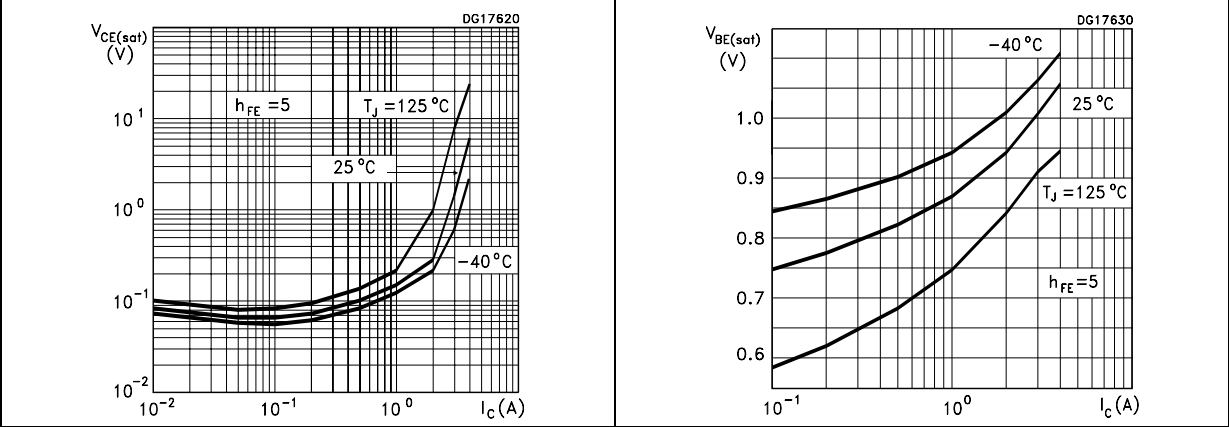 DG17620
V_CE(sat)
(V)
h_FE =5
T_J =125 °C
10^1
25 °C
10^0
-40 °C
10^-1
10^-2
10^-2 10^-1 10^0 I_C (A)
DG17630
V_BE(sat)
(V)
-40 °C
25 °C
1.0
0.9
T_J =125 °C
0.8
h_FE =5
0.7
0.6
10^-1 10^0 I_C (A)